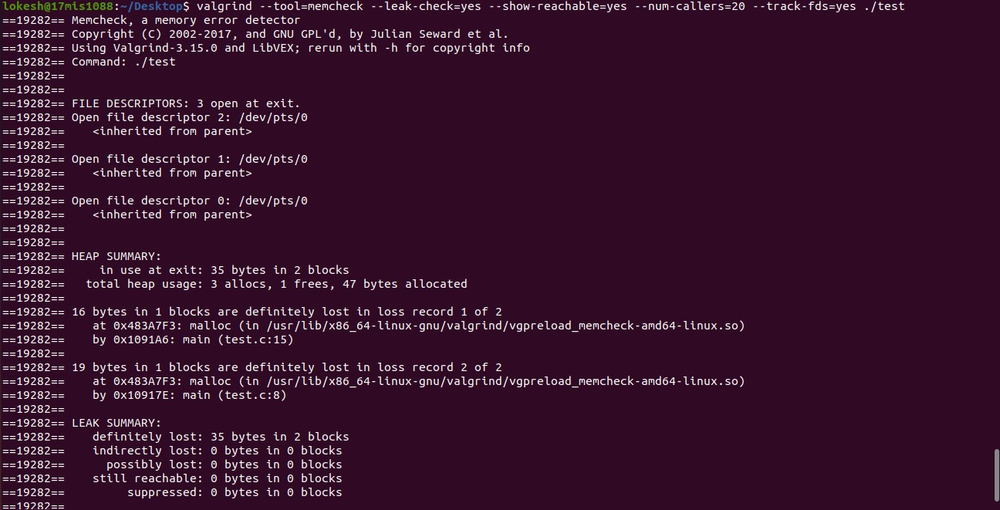 lokesh@17mis1088:~/Desktop$ valgrind --tool=memcheck --leak-check=yes --show-reachable=yes --num-callers=20 --track-fds=yes ./test
==19282== Memcheck, a memory error detector
==19282== Copyright (C) 2002-2017, and GNU GPL'd, by Julian Seward et al.
==19282== Using Valgrind-3.15.0 and LibVEX; rerun with -h for copyright info
==19282== Command: ./test
==19282==
==19282==
==19282== FILE DESCRIPTORS: 3 open at exit.
==19282== Open file descriptor 2: /dev/pts/0
==19282==    <inherited from parent>
==19282==
==19282== Open file descriptor 1: /dev/pts/0
==19282==    <inherited from parent>
==19282==
==19282== Open file descriptor 0: /dev/pts/0
==19282==    <inherited from parent>
==19282==
==19282==
==19282== HEAP SUMMARY:
==19282==     in use at exit: 35 bytes in 2 blocks
==19282==   total heap usage: 3 allocs, 1 frees, 47 bytes allocated
==19282==
==19282== 16 bytes in 1 blocks are definitely lost in loss record 1 of 2
==19282==    at 0x483A7F3: malloc (in /usr/lib/x86_64-linux-gnu/valgrind/vgpreload_memcheck-amd64-linux.so)
==19282==    by 0x1091A6: main (test.c:15)
==19282==
==19282== 19 bytes in 1 blocks are definitely lost in loss record 2 of 2
==19282==    at 0x483A7F3: malloc (in /usr/lib/x86_64-linux-gnu/valgrind/vgpreload_memcheck-amd64-linux.so)
==19282==    by 0x10917E: main (test.c:8)
==19282==
==19282== LEAK SUMMARY:
==19282==    definitely lost: 35 bytes in 2 blocks
==19282==    indirectly lost: 0 bytes in 0 blocks
==19282==      possibly lost: 0 bytes in 0 blocks
==19282==    still reachable: 0 bytes in 0 blocks
==19282==         suppressed: 0 bytes in 0 blocks
==19282==